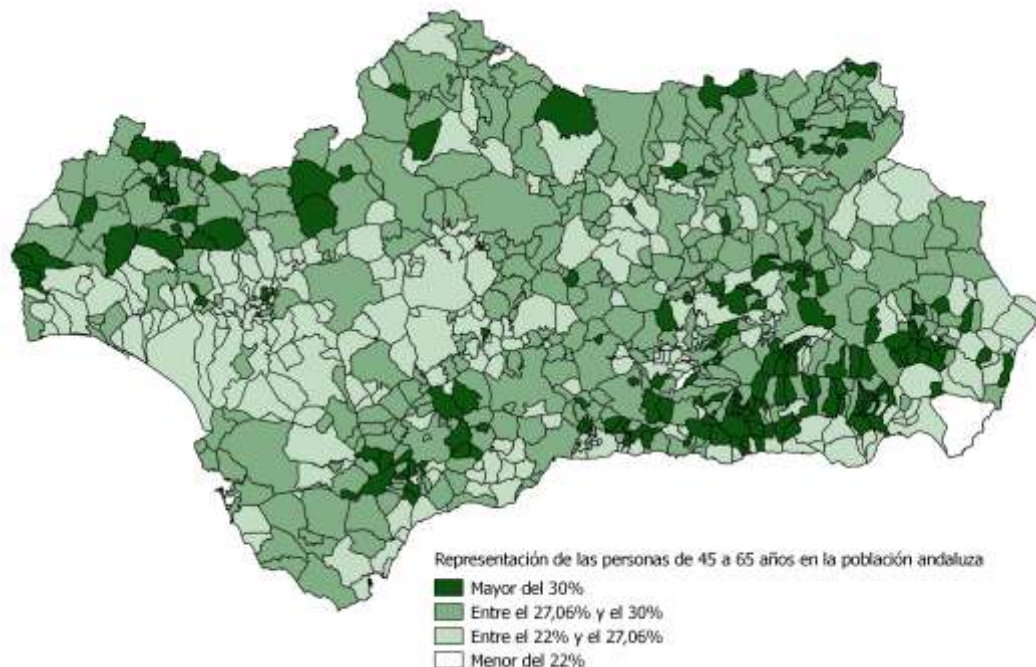 Representación de las personas de 45 a 65 años en la población andaluza
Mayor del 30%
Entre el 27,06% y el 30%
Entre el 22% y el 27,06%
Menor del 22%